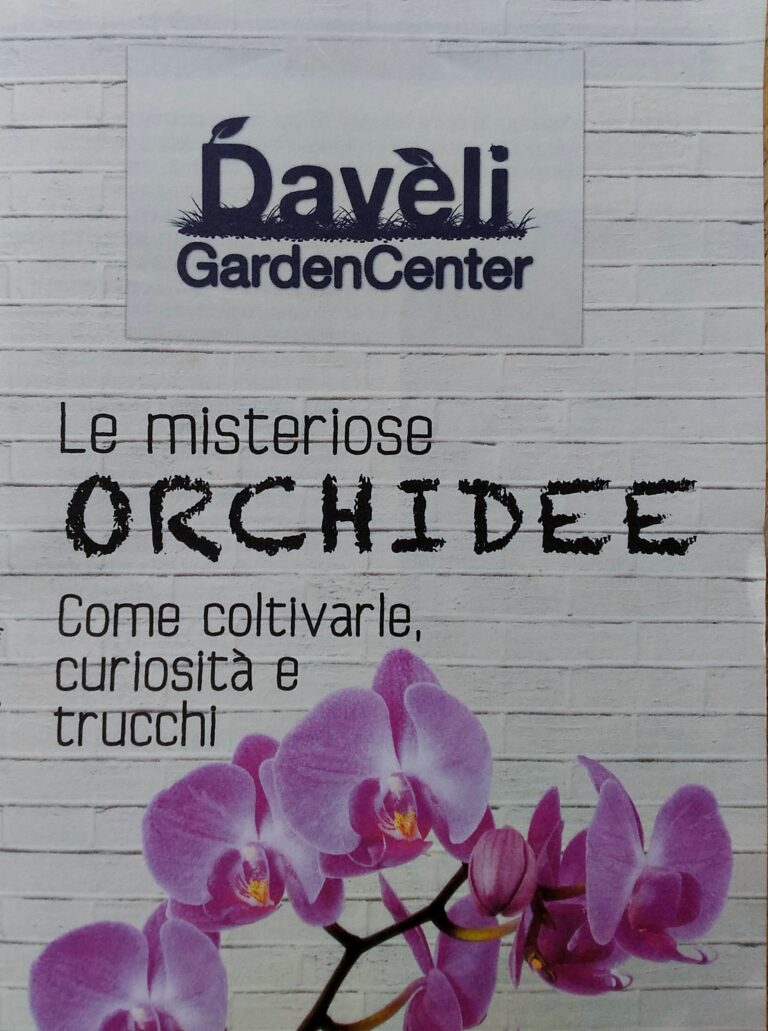 Davèli
GardenCenter
Le misteriose
ORCHIDEE
Come coltivarle,
curiosità e
trucchi